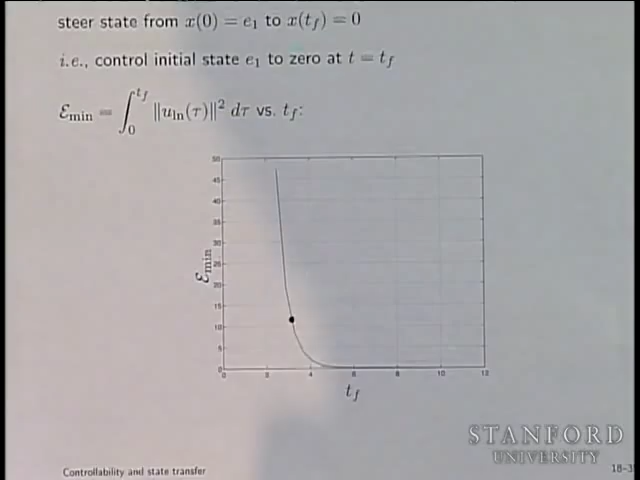 steer state from x(0) = e₁ to x(t_f) = 0
i.e., control initial state e₁ to zero at t = t_f
ℰ_min = ∫₀^{t_f} ‖u_ln(τ)‖² dτ vs. t_f:
50
45
40
35
30
25
20
15
10
5
0
ℰ_min
0 2 4 6 8 10 12
t_f
STANFORD
UNIVERSITY
Controllability and state transfer